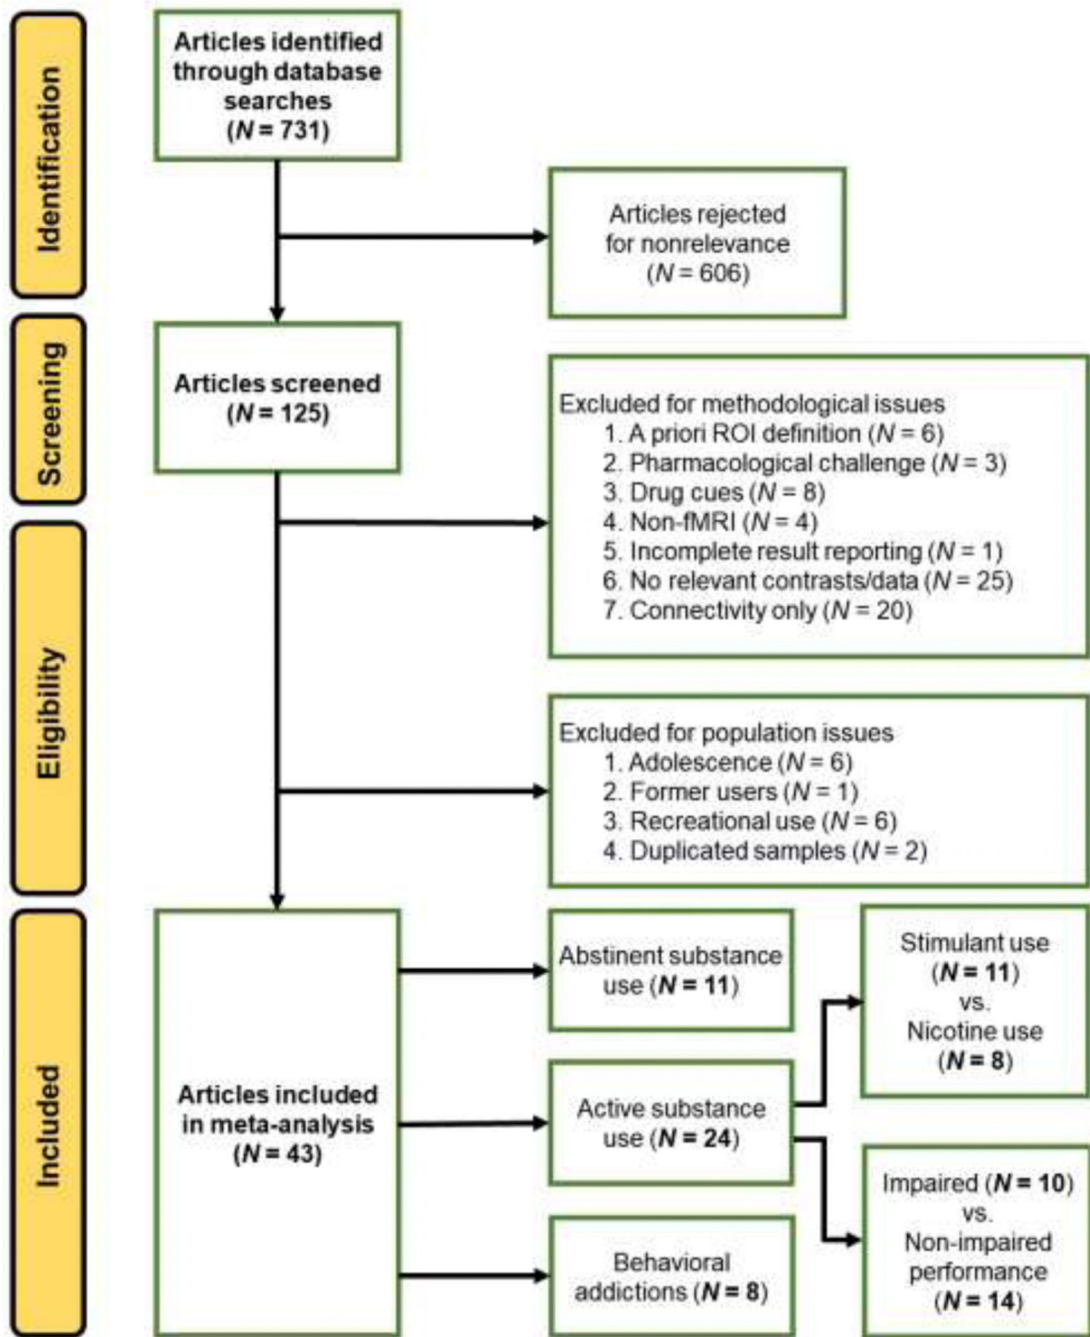 Identification
Articles identified
through database
searches
(N = 731)
Articles rejected
for nonrelevance
(N = 606)
Screening
Articles screened
(N = 125)
Excluded for methodological issues
1. A priori ROI definition (N = 6)
2. Pharmacological challenge (N = 3)
3. Drug cues (N = 8)
4. Non-fMRI (N = 4)
5. Incomplete result reporting (N = 1)
6. No relevant contrasts/data (N = 25)
7. Connectivity only (N = 20)
Eligibility
Excluded for population issues
1. Adolescence (N = 6)
2. Former users (N = 1)
3. Recreational use (N = 6)
4. Duplicated samples (N = 2)
Included
Articles included
in meta-analysis
(N = 43)
Abstinent substance
use (N = 11)
Active substance
use (N = 24)
Behavioral
addictions (N = 8)
Stimulant use
(N = 11)
vs.
Nicotine use
(N = 8)
Impaired (N = 10)
vs.
Non-impaired
performance
(N = 14)